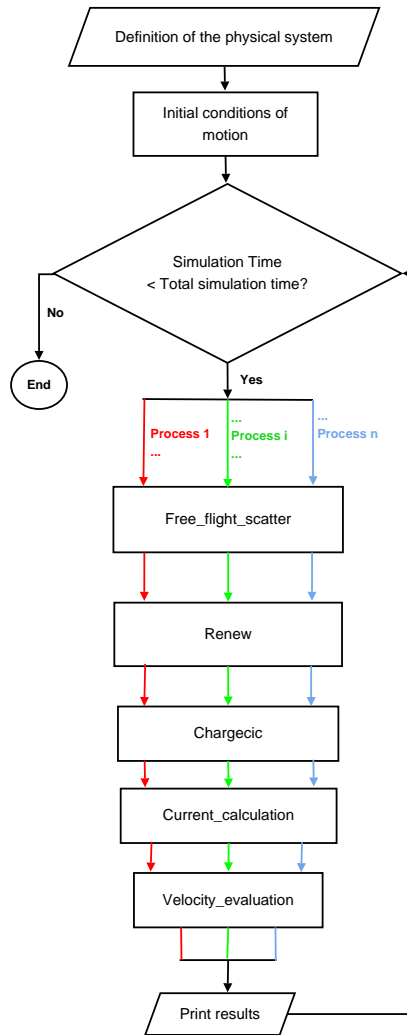 Definition of the physical system
Initial conditions of
motion
Simulation Time
< Total simulation time?
No
End
Yes
...
...
Process 1
Process i
Process n
...
...
Free_flight_scatter
Renew
Chargecic
Current_calculation
Velocity_evaluation
Print results